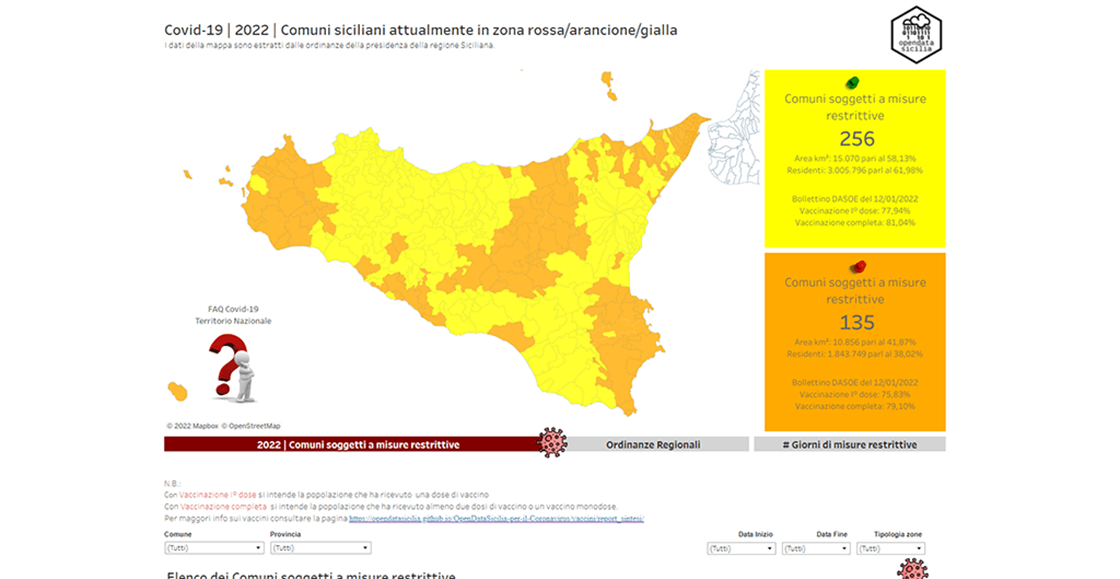 Covid-19 | 2022 | Comuni siciliani attualmente in zona rossa/arancione/gialla
I dati della mappa sono estratti dalle ordinanze della presidenza della regione Siciliana.
opendata
sicilia
Comuni soggetti a misure
restrittive
256
Area km²: 15.070 pari al 58,13%
Residenti: 3.005.796 pari al 61,98%
Bollettino DASOE del 12/01/2022
Vaccinazione I° dose: 77,94%
Vaccinazione completa: 81,04%
Comuni soggetti a misure
restrittive
135
Area km²: 10.856 pari al 41,87%
Residenti: 1.843.749 pari al 38,02%
Bollettino DASOE del 12/01/2022
Vaccinazione I° dose: 75,83%
Vaccinazione completa: 79,10%
FAQ Covid-19
Territorio Nazionale
© 2022 Mapbox © OpenStreetMap
2022 | Comuni soggetti a misure restrittive
Ordinanze Regionali
# Giorni di misure restrittive
N.B.:
Con Vaccinazione I° dose si intende la popolazione che ha ricevuto una dose di vaccino
Con Vaccinazione completa si intende la popolazione che ha ricevuto almeno due dosi di vaccino o un vaccino monodose.
Per maggori info sui vaccini consultare la pagina https://opendatasicilia.github.io/OpenDataSicilia-per-il-Coronavirus/vaccini/report_sintesi/
Comune
Provincia
Data Inizio
Data Fine
Tipologia zone
(Tutti)
(Tutti)
(Tutti)
(Tutti)
(Tutti)
Elenco dei Comuni soggetti a misure restrittive